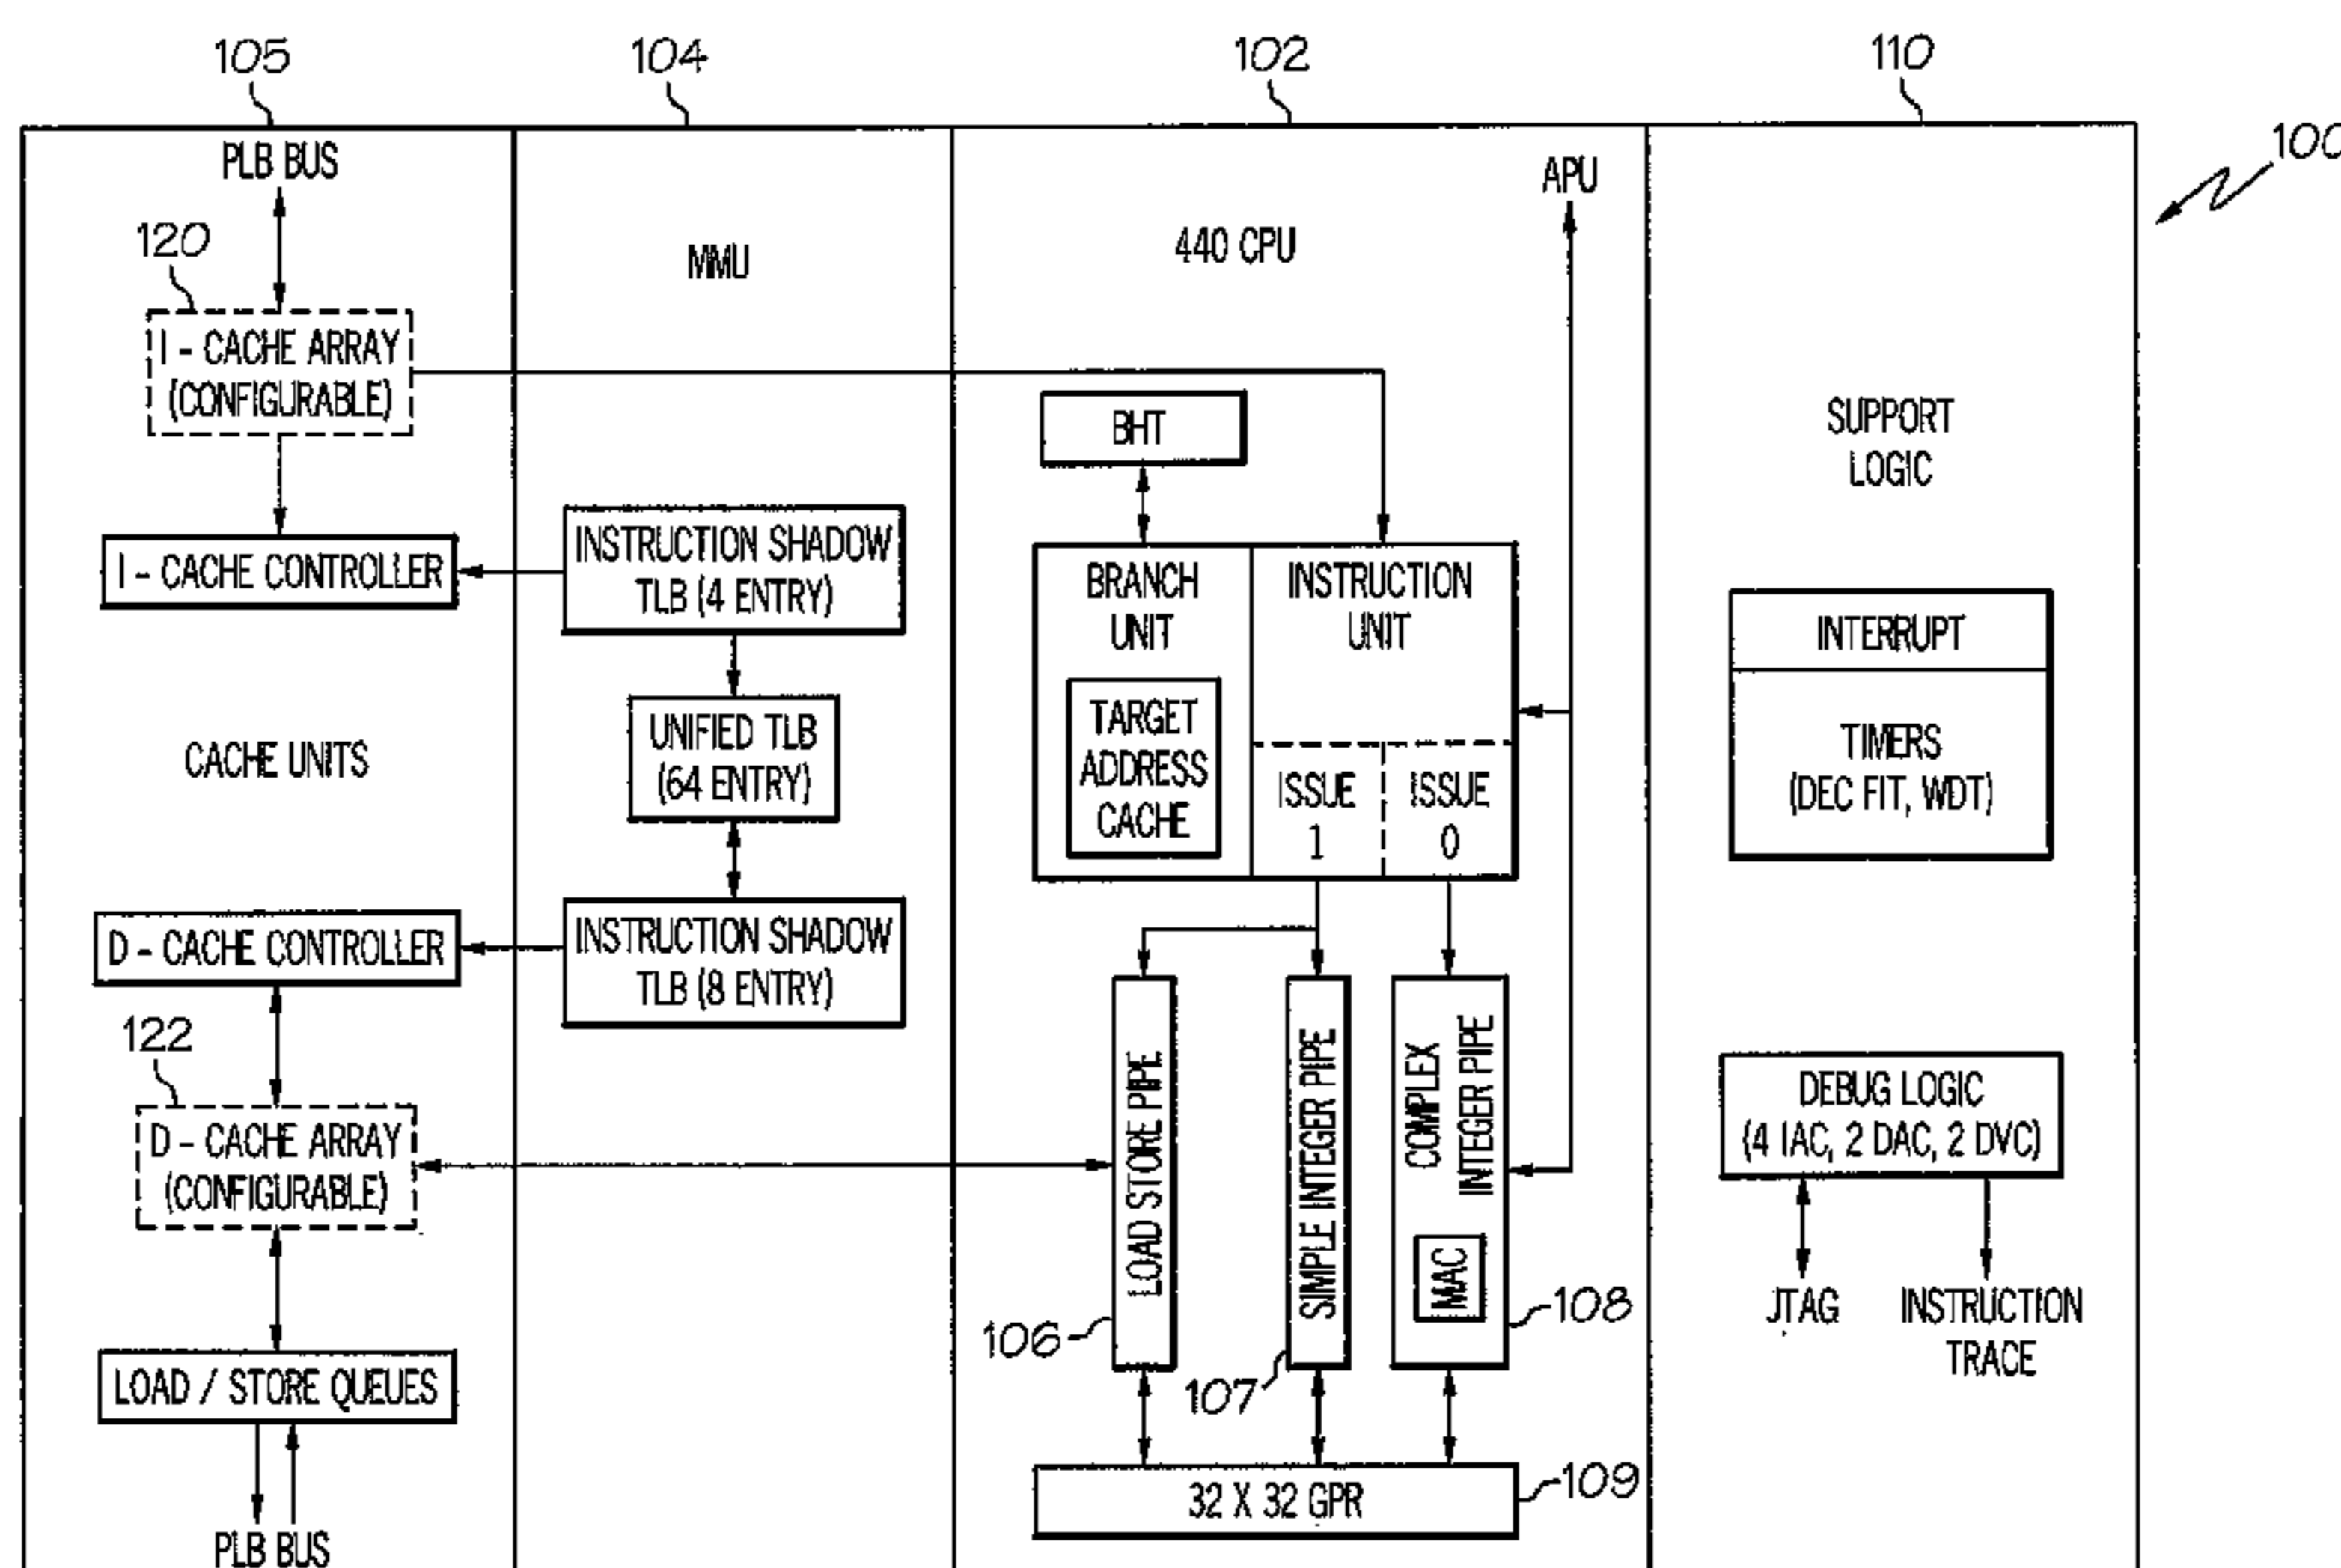 105
104
102
110
100
PLB BUS
120
I - CACHE ARRAY
(CONFIGURABLE)
I - CACHE CONTROLLER
CACHE UNITS
D - CACHE CONTROLLER
122
D - CACHE ARRAY
(CONFIGURABLE)
LOAD / STORE QUEUES
PLB BUS
MMU
INSTRUCTION SHADOW
TLB (4 ENTRY)
UNIFIED TLB
(64 ENTRY)
INSTRUCTION SHADOW
TLB (8 ENTRY)
440 CPU
APU
BHT
BRANCH
UNIT
TARGET
ADDRESS
CACHE
INSTRUCTION
UNIT
ISSUE
1
ISSUE
0
LOAD STORE PIPE
106
SIMPLE INTEGER PIPE
107
COMPLEX
INTEGER PIPE
MAC
108
32 X 32 GPR
109
SUPPORT
LOGIC
INTERRUPT
TIMERS
(DEC FIT, WDT)
DEBUG LOGIC
(4 IAC, 2 DAC, 2 DVC)
JTAG
INSTRUCTION
TRACE